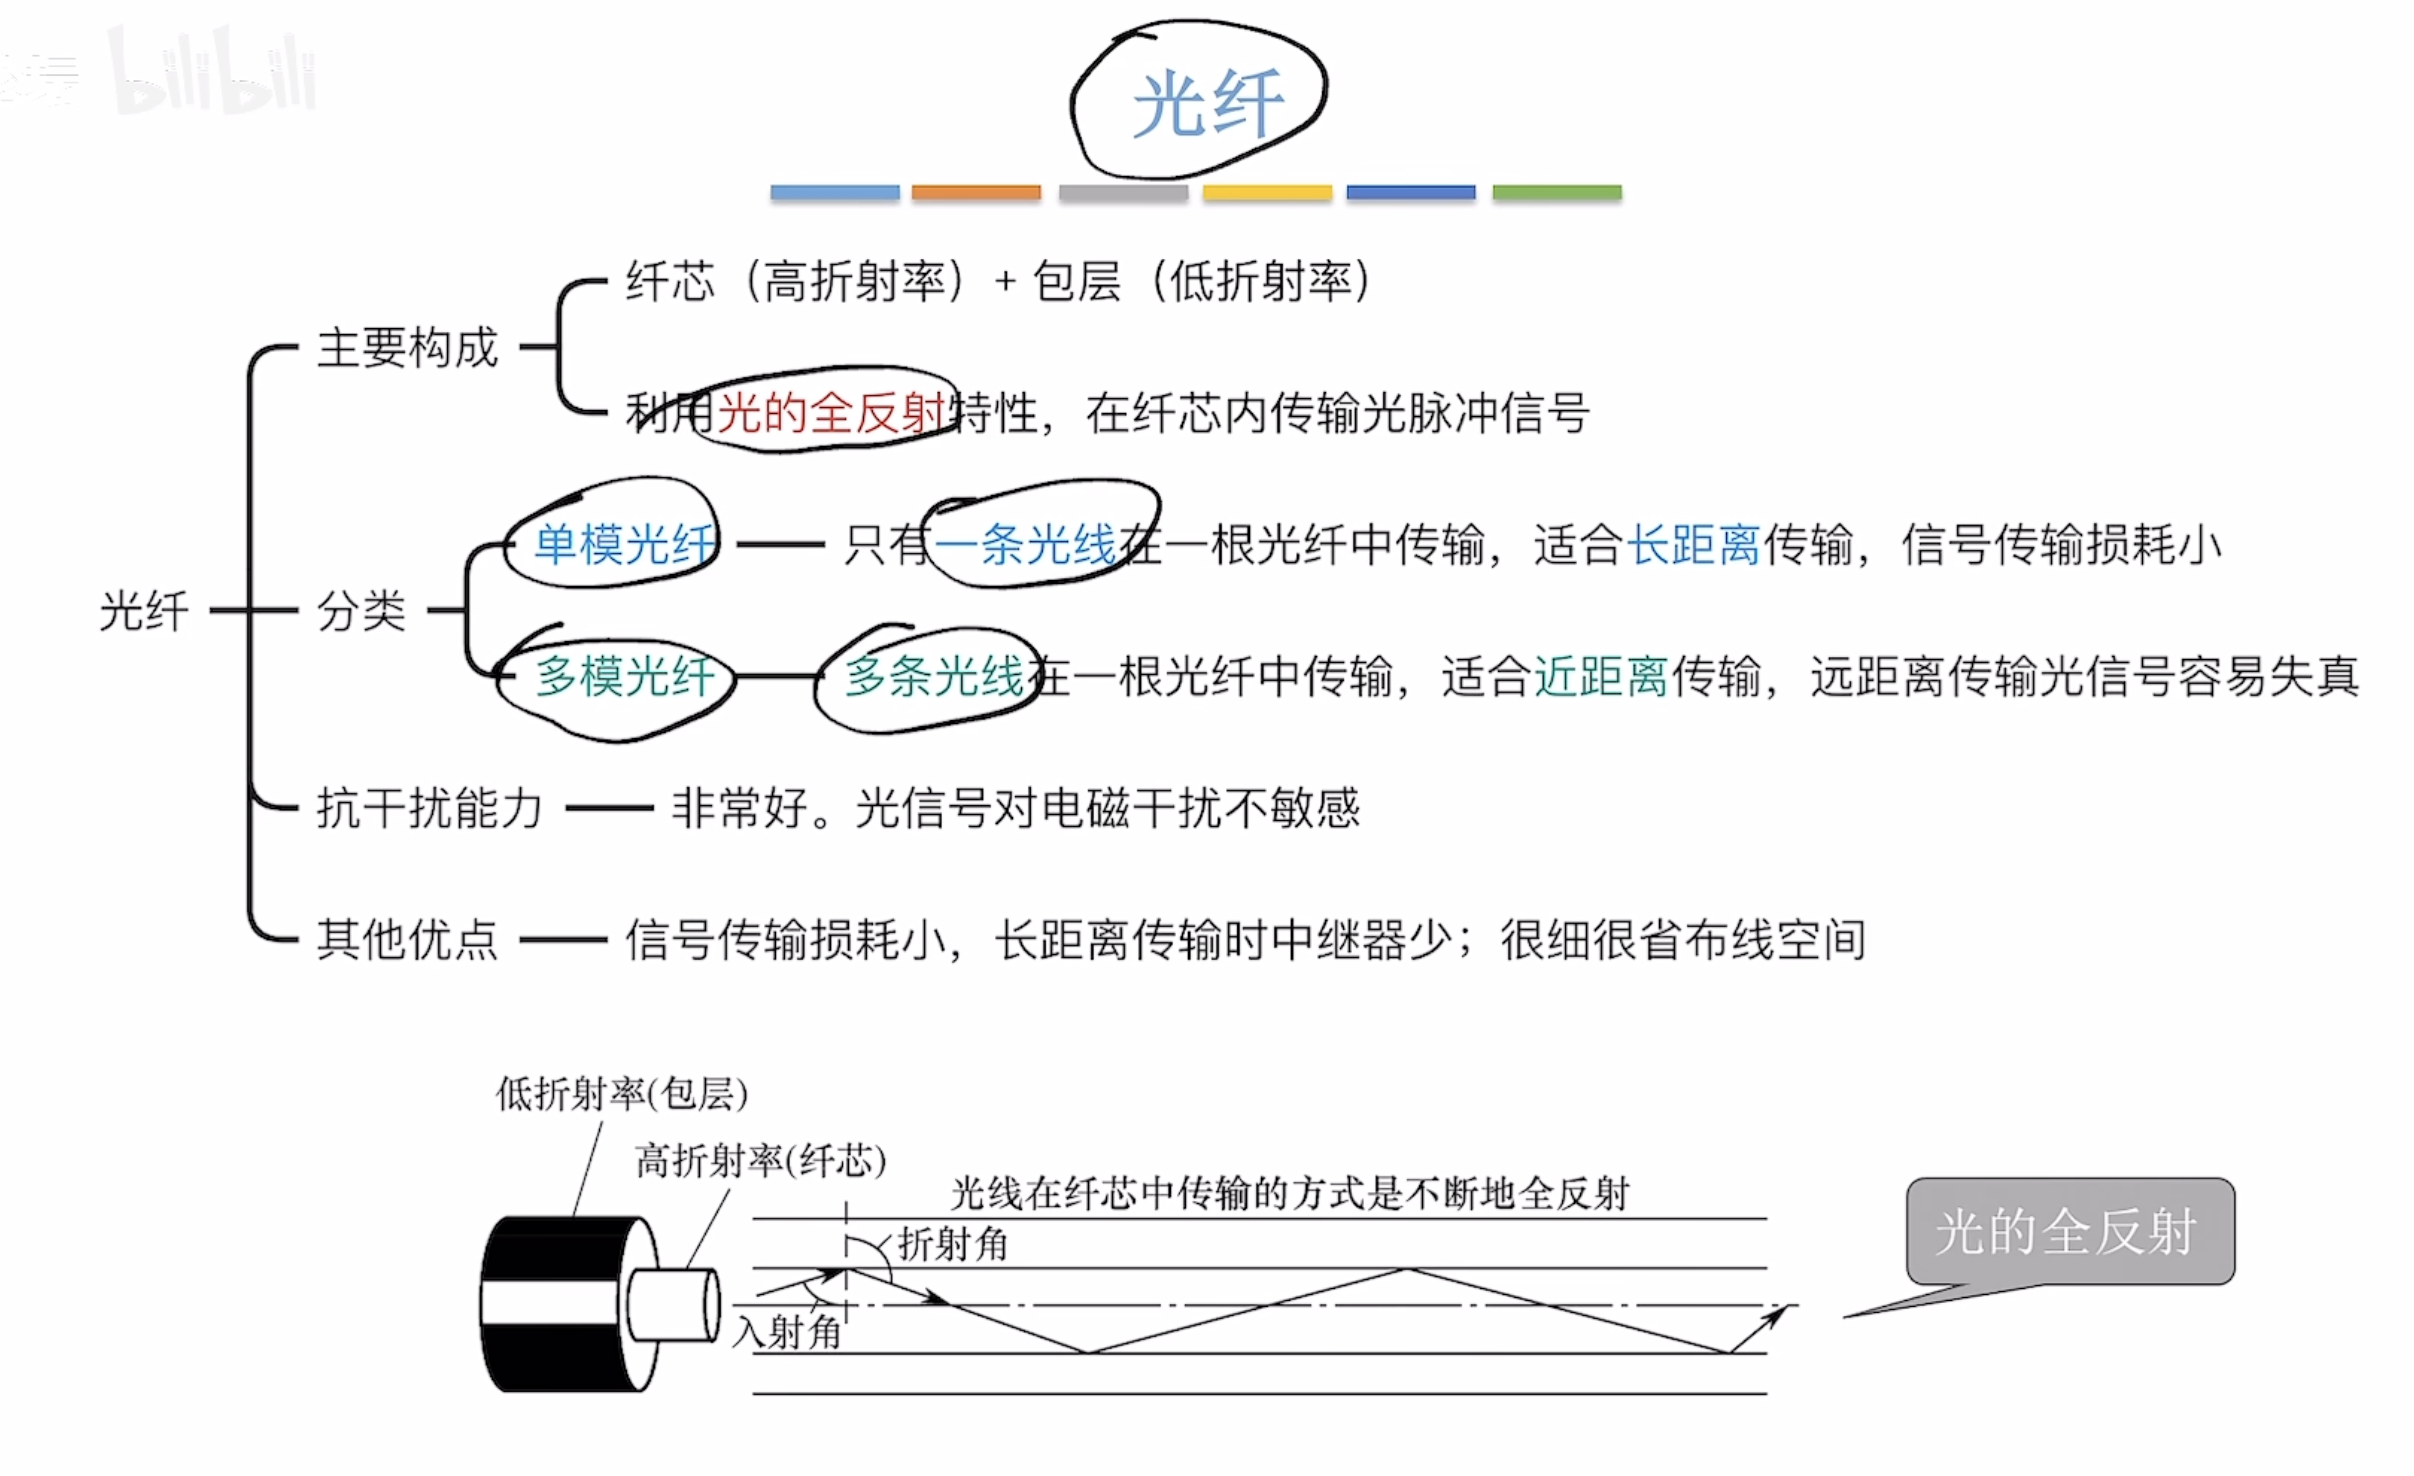 bilibili
光纤
纤芯（高折射率）+ 包层（低折射率）
主要构成
利用光的全反射特性，在纤芯内传输光脉冲信号
单模光纤
只有一条光线在一根光纤中传输，适合长距离传输，信号传输损耗小
光纤
分类
多模光纤
多条光线在一根光纤中传输，适合近距离传输，远距离传输光信号容易失真
抗干扰能力
非常好。光信号对电磁干扰不敏感
其他优点
信号传输损耗小，长距离传输时中继器少；很细很省布线空间
低折射率(包层)
高折射率(纤芯)
光线在纤芯中传输的方式是不断地全反射
折射角
入射角
光的全反射